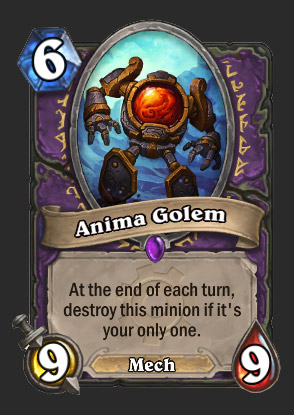 6
Anima Golem
At the end of each turn,
destroy this minion if it's
your only one.
9 Mech 9